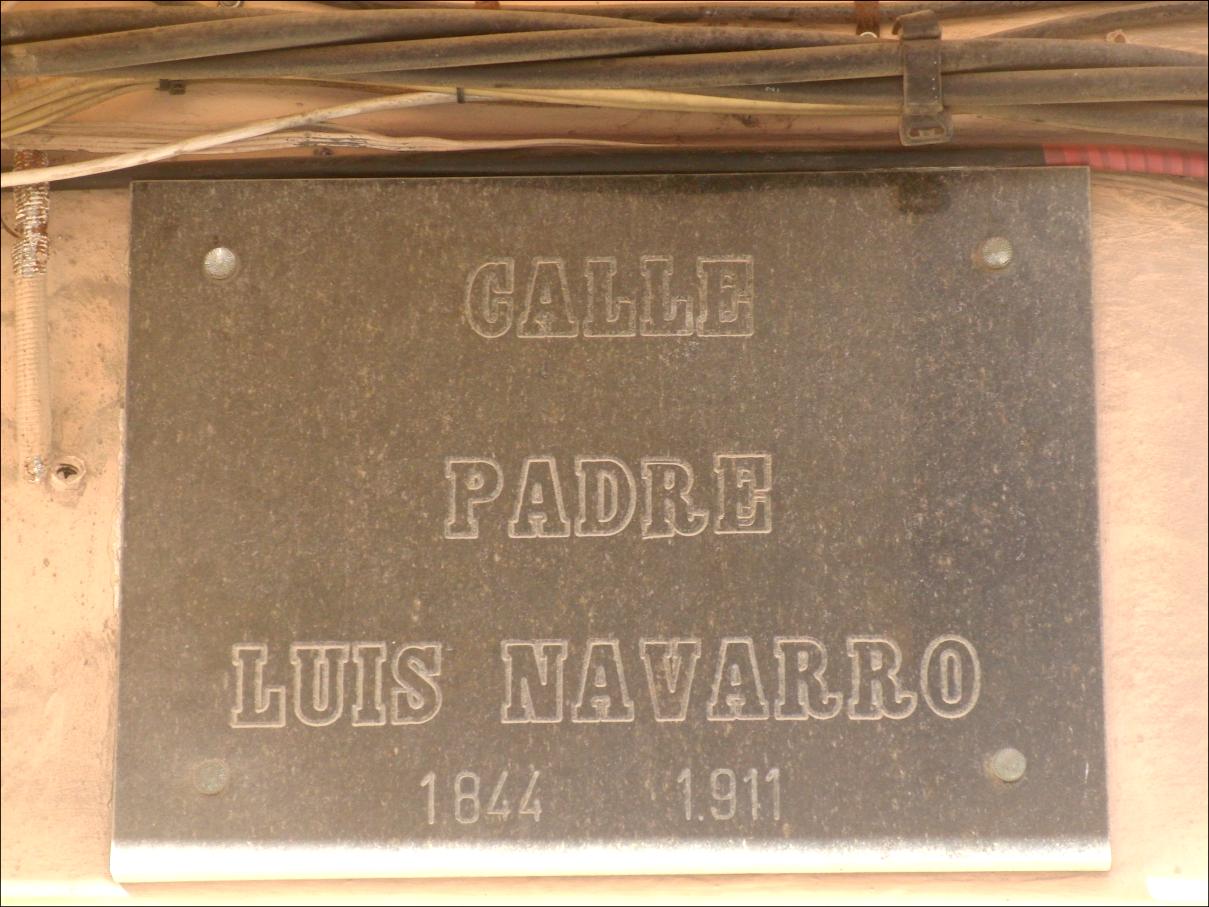 CALLE
PADRE
LUIS NAVARRO
1844 1.911